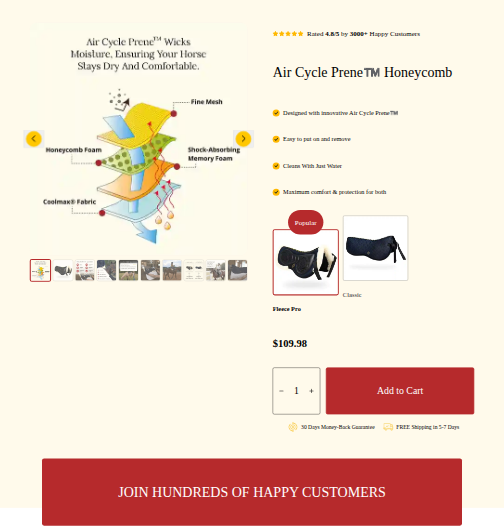 Air Cycle Prene™ Wicks
Moisture, Ensuring Your Horse
Stays Dry And Comfortable.
Fine Mesh
Honeycomb Foam
Shock-Absorbing
Memory Foam
Coolmax® Fabric
Rated 4.8/5 by 3000+ Happy Customers
Air Cycle Prene™ Honeycomb
Designed with innovative Air Cycle Prene™
Easy to put on and remove
Cleans With Just Water
Maximum comfort & protection for both
Popular
Classic
Fleece Pro
$109.98
− 1 +
Add to Cart
30 Days Money-Back Guarantee
FREE Shipping in 5-7 Days
JOIN HUNDREDS OF HAPPY CUSTOMERS